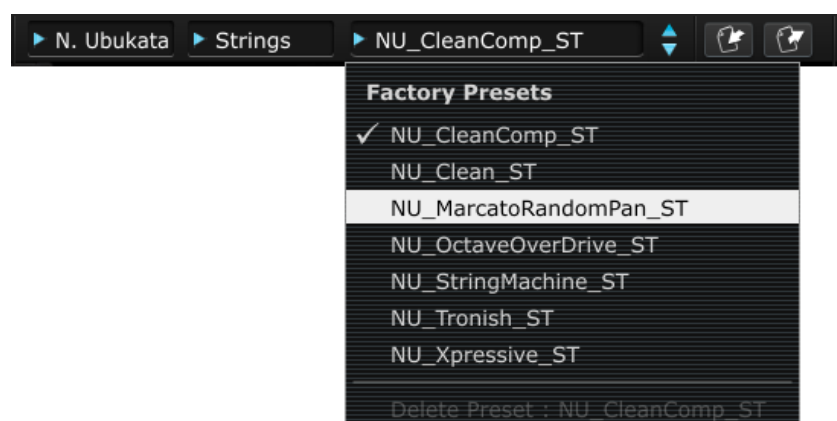 N. Ubukata Strings NU_CleanComp_ST
Factory Presets
NU_CleanComp_ST
NU_Clean_ST
NU_MarcatoRandomPan_ST
NU_OctaveOverDrive_ST
NU_StringMachine_ST
NU_Tronish_ST
NU_Xpressive_ST
Delete Preset : NU_CleanComp_ST